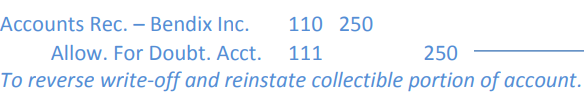 Accounts Rec. – Bendix Inc. 110 250
Allow. For Doubt. Acct. 111 250
To reverse write-off and reinstate collectible portion of account.